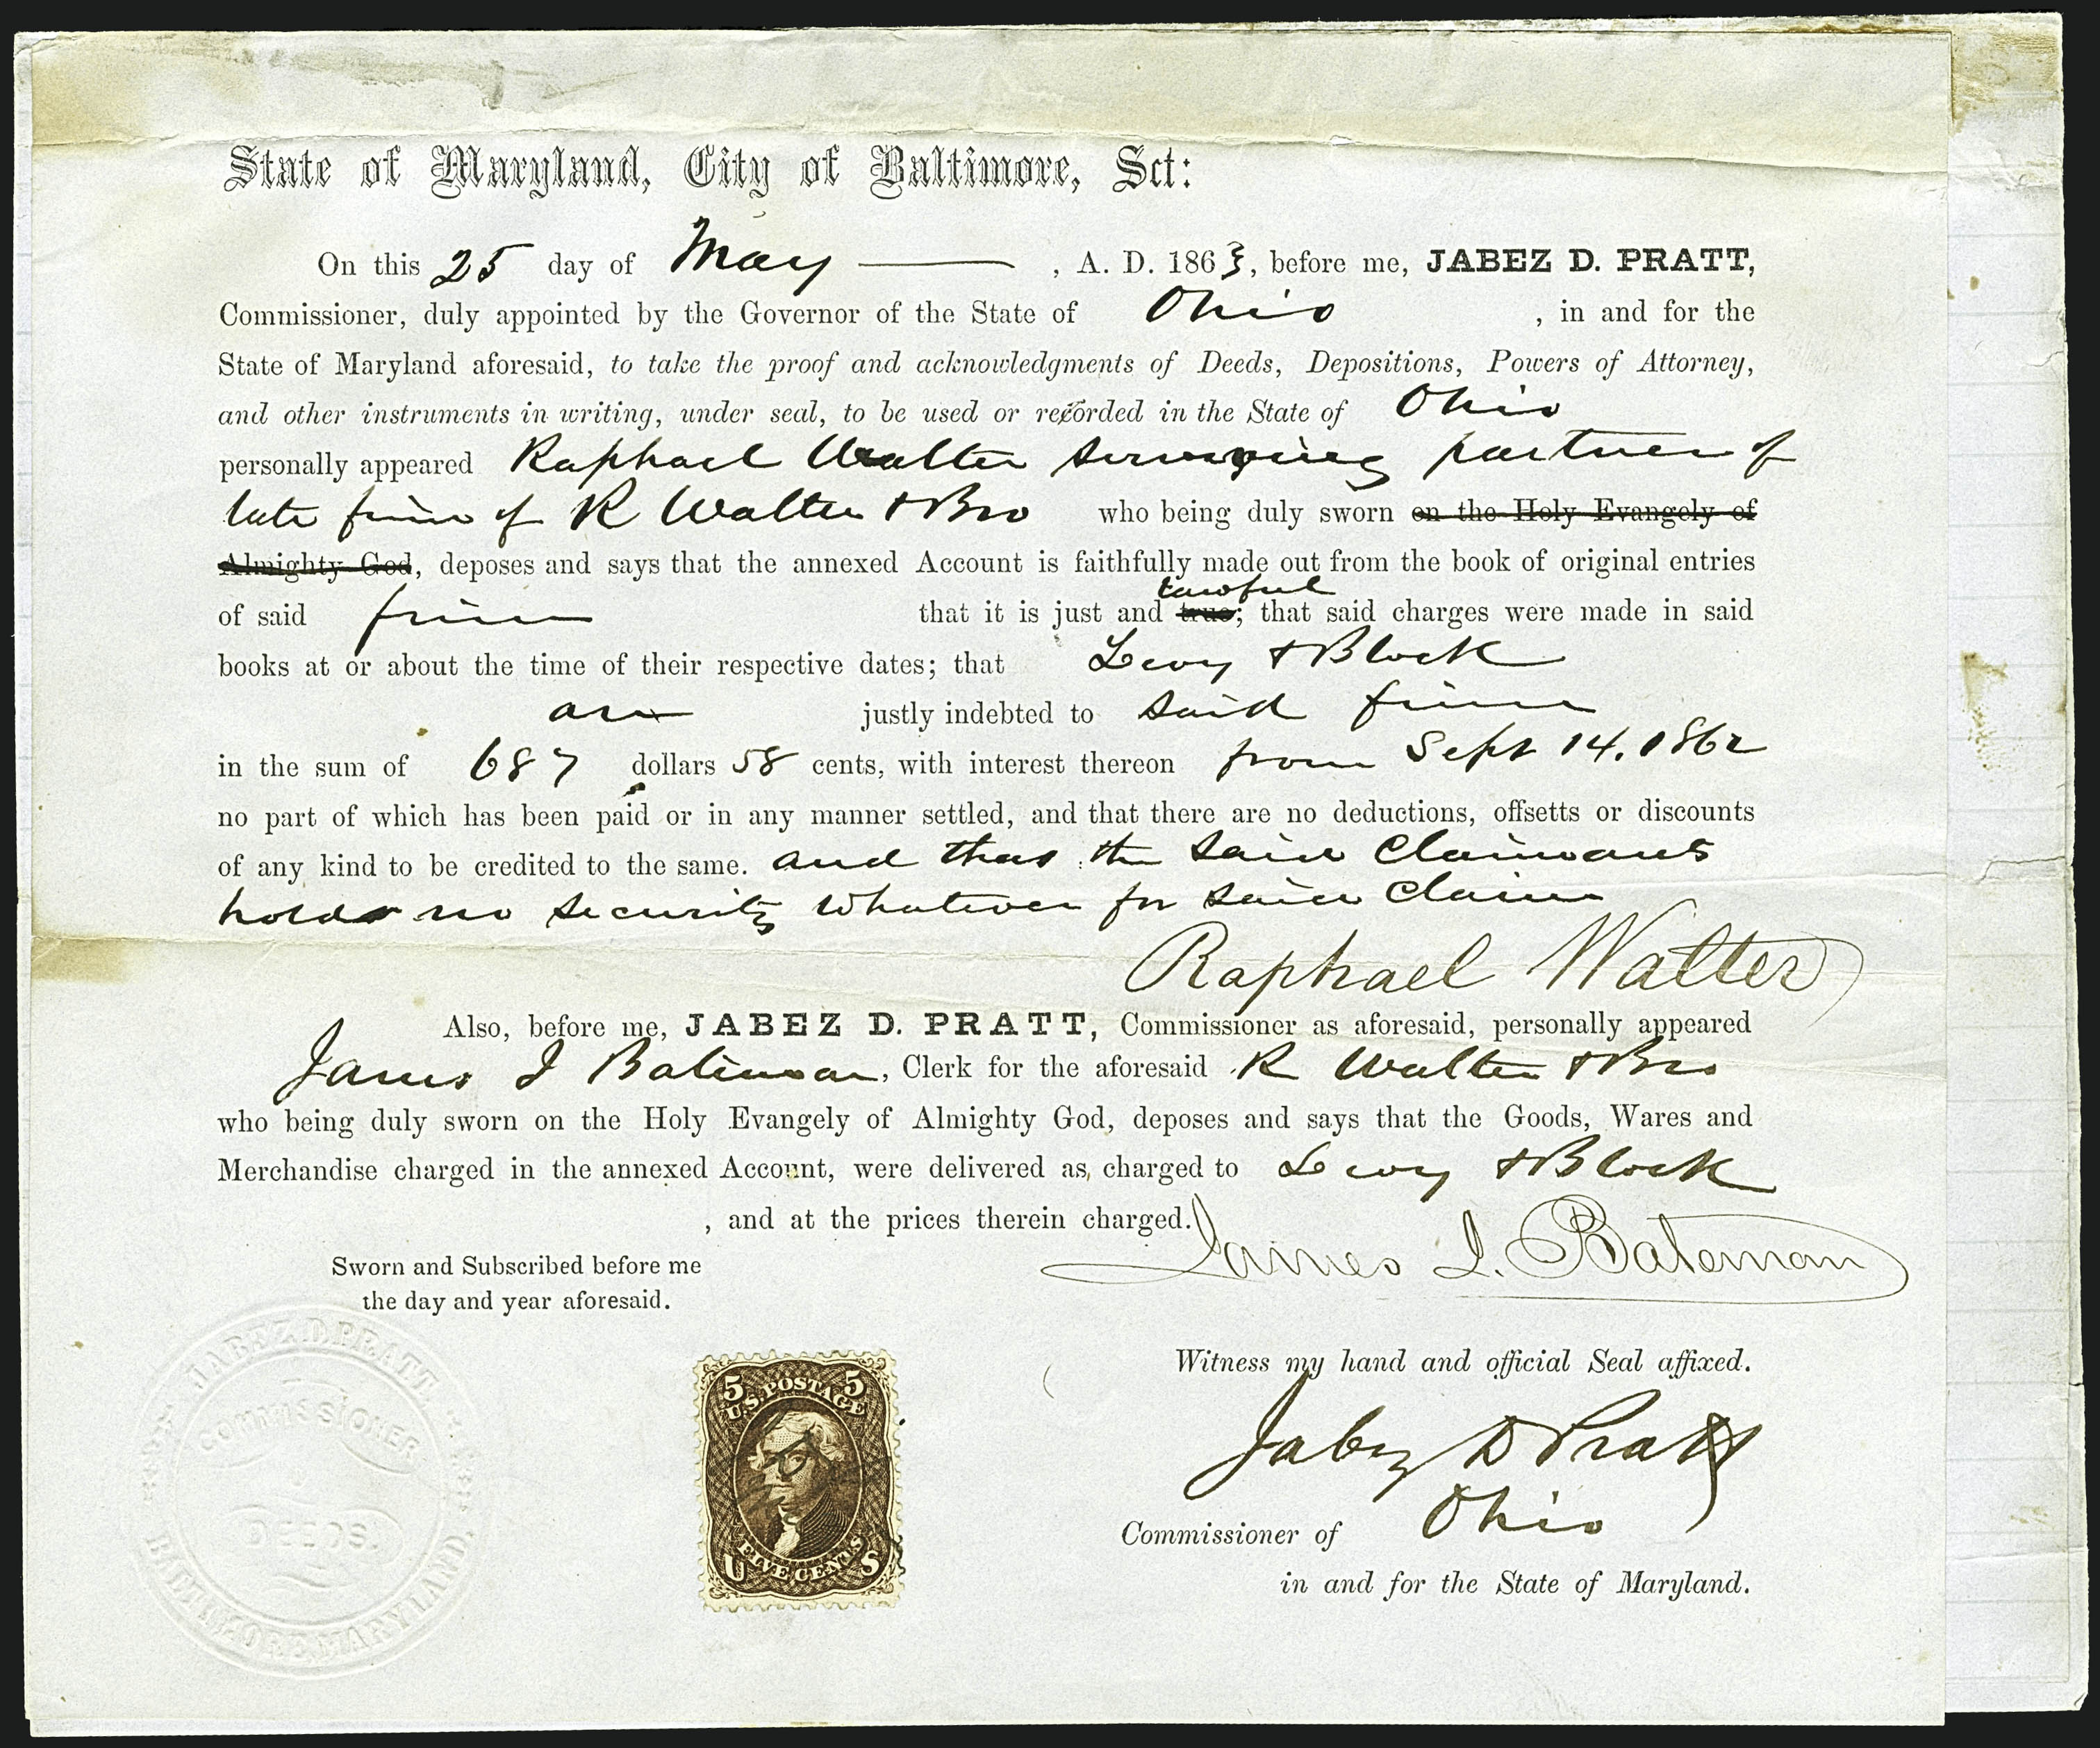 State of Maryland, City of Baltimore, Sct:
On this 25 day of May , A. D. 1863, before me, JABEZ D. PRATT,
Commissioner, duly appointed by the Governor of the State of Ohio , in and for the
State of Maryland aforesaid, to take the proof and acknowledgments of Deeds, Depositions, Powers of Attorney,
and other instruments in writing, under seal, to be used or recorded in the State of Ohio
personally appeared Raphael Walter surviving partner of
late firm of R Walter & Bro who being duly sworn on the Holy Evangely of
Almighty God, deposes and says that the annexed Account is faithfully made out from the book of original entries
lawful
of said firm that it is just and true; that said charges were made in said
books at or about the time of their respective dates; that Levy & Block
are justly indebted to said firm
in the sum of 687 dollars 58 cents, with interest thereon from Sept 14. 1862
no part of which has been paid or in any manner settled, and that there are no deductions, offsetts or discounts
of any kind to be credited to the same. and that the said Claimants
holds no security whatever for said Claim
Raphael Walter
Also, before me, JABEZ D. PRATT, Commissioner as aforesaid, personally appeared
James I Bateman, Clerk for the aforesaid R Walter & Bro
who being duly sworn on the Holy Evangely of Almighty God, deposes and says that the Goods, Wares and
Merchandise charged in the annexed Account, were delivered as charged to Levy & Block
, and at the prices therein charged.
James I. Bateman
Sworn and Subscribed before me
the day and year aforesaid.
JABEZ D. PRATT
COMMISSIONER
DEEDS.
BALTIMORE, MARYLAND.
5 5
U.S. POSTAGE
FIVE CENTS
U S
Witness my hand and official Seal affixed.
Jabez D Pratt
Commissioner of Ohio
in and for the State of Maryland.